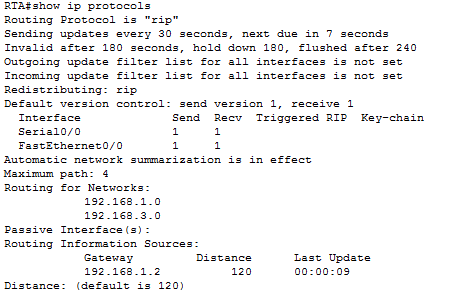 RTA#show ip protocols
Routing Protocol is "rip"
Sending updates every 30 seconds, next due in 7 seconds
Invalid after 180 seconds, hold down 180, flushed after 240
Outgoing update filter list for all interfaces is not set
Incoming update filter list for all interfaces is not set
Redistributing: rip
Default version control: send version 1, receive 1
Interface Send Recv Triggered RIP Key-chain
Serial0/0 1 1
FastEthernet0/0 1 1
Automatic network summarization is in effect
Maximum path: 4
Routing for Networks:
192.168.1.0
192.168.3.0
Passive Interface(s):
Routing Information Sources:
Gateway Distance Last Update
192.168.1.2 120 00:00:09
Distance: (default is 120)